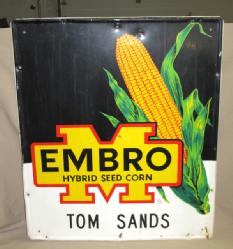 M
EMBRO
HYBRID SEED CORN
TOM SANDS